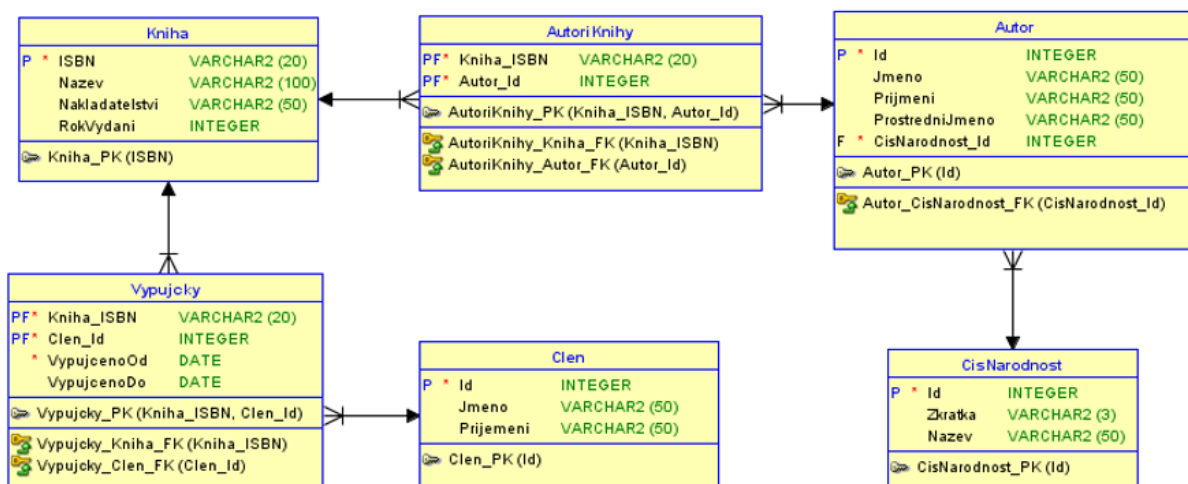 Kniha
P * ISBN VARCHAR2 (20)
Nazev VARCHAR2 (100)
Nakladatelstvi VARCHAR2 (50)
RokVydani INTEGER
Kniha_PK (ISBN)
AutoriKnihy
PF* Kniha_ISBN VARCHAR2 (20)
PF* Autor_Id INTEGER
AutoriKnihy_PK (Kniha_ISBN, Autor_Id)
AutoriKnihy_Kniha_FK (Kniha_ISBN)
AutoriKnihy_Autor_FK (Autor_Id)
Autor
P * Id INTEGER
Jmeno VARCHAR2 (50)
Prijmeni VARCHAR2 (50)
ProstredniJmeno VARCHAR2 (50)
F * CisNarodnost_Id INTEGER
Autor_PK (Id)
Autor_CisNarodnost_FK (CisNarodnost_Id)
Vypujcky
PF* Kniha_ISBN VARCHAR2 (20)
PF* Clen_Id INTEGER
* VypujcenoOd DATE
VypujcenoDo DATE
Vypujcky_PK (Kniha_ISBN, Clen_Id)
Vypujcky_Kniha_FK (Kniha_ISBN)
Vypujcky_Clen_FK (Clen_Id)
Clen
P * Id INTEGER
Jmeno VARCHAR2 (50)
Prijemeni VARCHAR2 (50)
Clen_PK (Id)
CisNarodnost
P * Id INTEGER
Zkratka VARCHAR2 (3)
Nazev VARCHAR2 (50)
CisNarodnost_PK (Id)